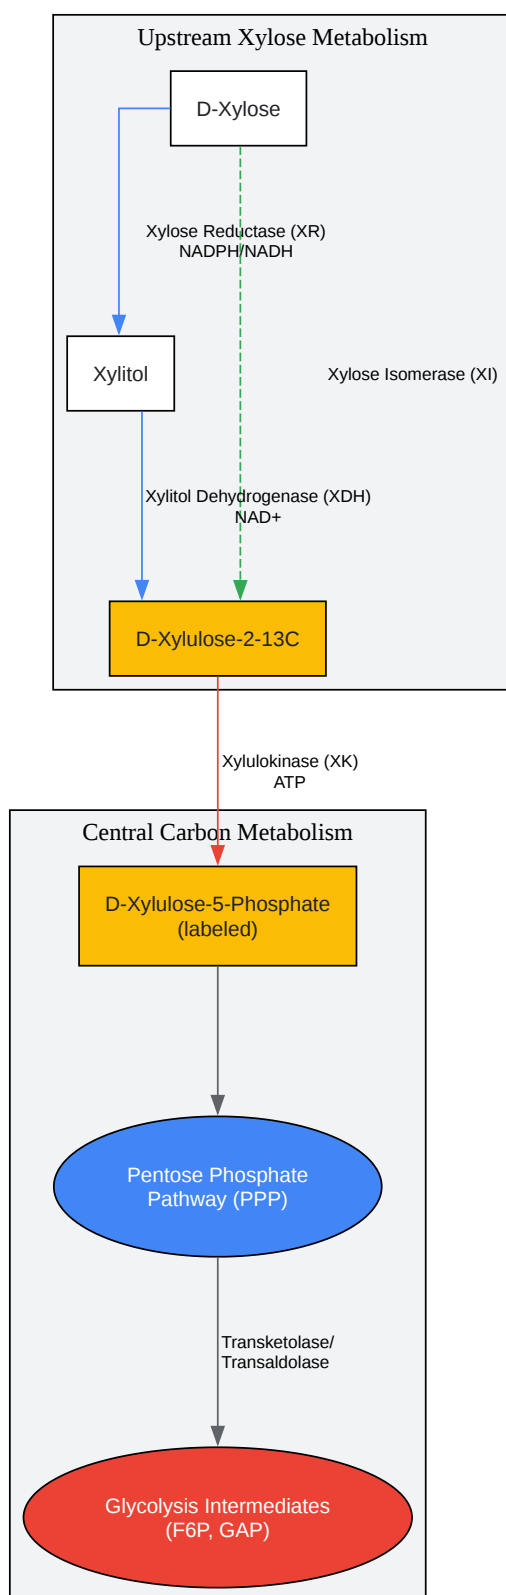 Upstream Xylose Metabolism
D-Xylose
Xylose Reductase (XR)
NADPH/NADH
Xylitol
Xylose Isomerase (XI)
Xylitol Dehydrogenase (XDH)
NAD+
D-Xylulose-2-13C
Xylulokinase (XK)
ATP
Central Carbon Metabolism
D-Xylulose-5-Phosphate
(labeled)
Pentose Phosphate
Pathway (PPP)
Transketolase/
Transaldolase
Glycolysis Intermediates
(F6P, GAP)